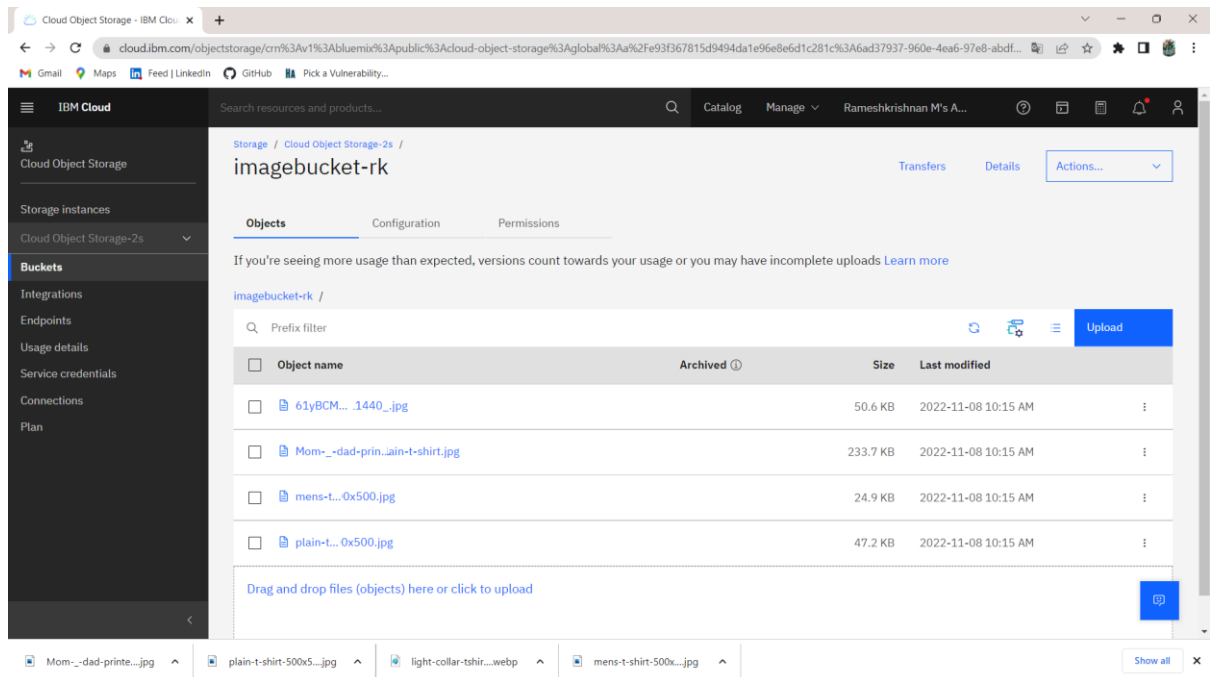 Cloud Object Storage - IBM Clou
cloud.ibm.com/objectstorage/crn%3Av1%3Abluemix%3Apublic%3Acloud-object-storage%3Aglobal%3Aa%2Fe93f367815d9494da1e96e8e6d1c281c%3A6ad37937-960e-4ea6-97e8-abdf...
Gmail Maps Feed | LinkedIn GitHub Pick a Vulnerability...
IBM Cloud Search resources and products... Catalog Manage Rameshkrishnan M's A...
Cloud Object Storage
Storage instances
Cloud Object Storage-2s
Buckets
Integrations
Endpoints
Usage details
Service credentials
Connections
Plan
Storage / Cloud Object Storage-2s /
imagebucket-rk Transfers Details Actions...
Objects Configuration Permissions
If you're seeing more usage than expected, versions count towards your usage or you may have incomplete uploads Learn more
imagebucket-rk /
Prefix filter Upload
Object name Archived Size Last modified
61yBCM... .1440_.jpg 50.6 KB 2022-11-08 10:15 AM
Mom-_-dad-prin...ain-t-shirt.jpg 233.7 KB 2022-11-08 10:15 AM
mens-t...0x500.jpg 24.9 KB 2022-11-08 10:15 AM
plain-t... 0x500.jpg 47.2 KB 2022-11-08 10:15 AM
Drag and drop files (objects) here or click to upload
Mom-_-dad-printe....jpg plain-t-shirt-500x5....jpg light-collar-tshir....webp mens-t-shirt-500x....jpg Show all